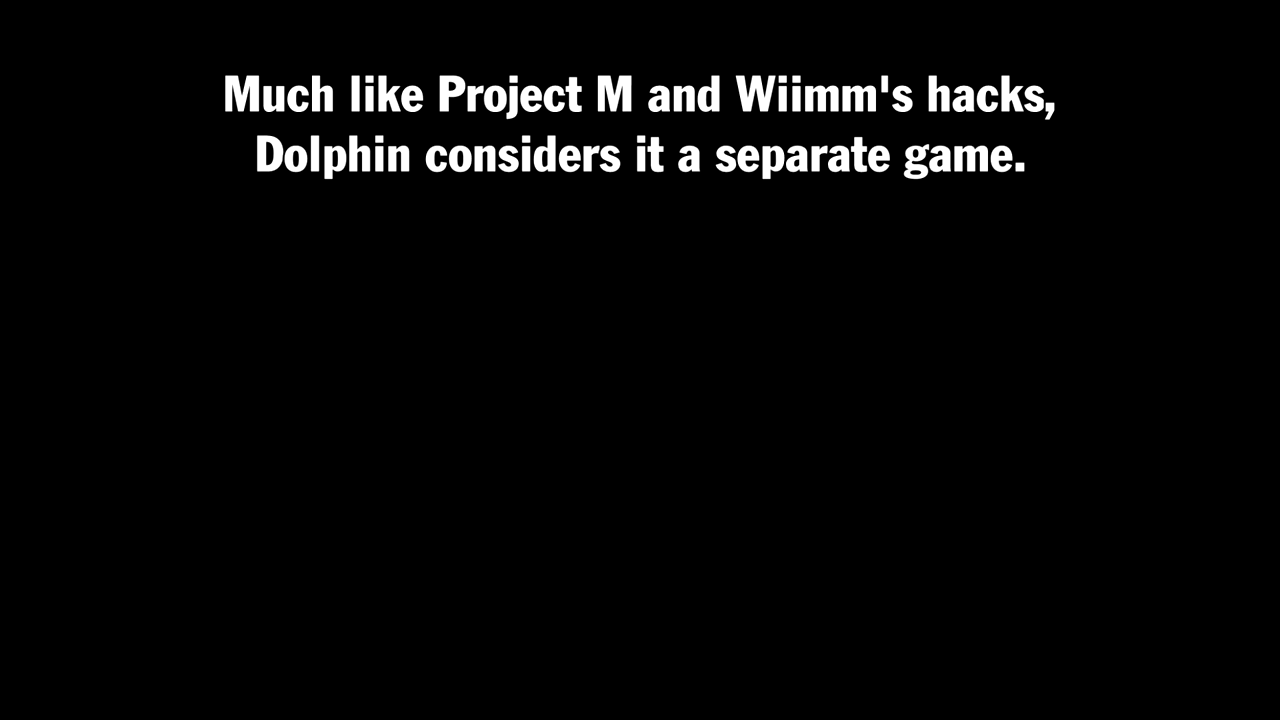 Much like Project M and Wiimm's hacks,
Dolphin considers it a separate game.